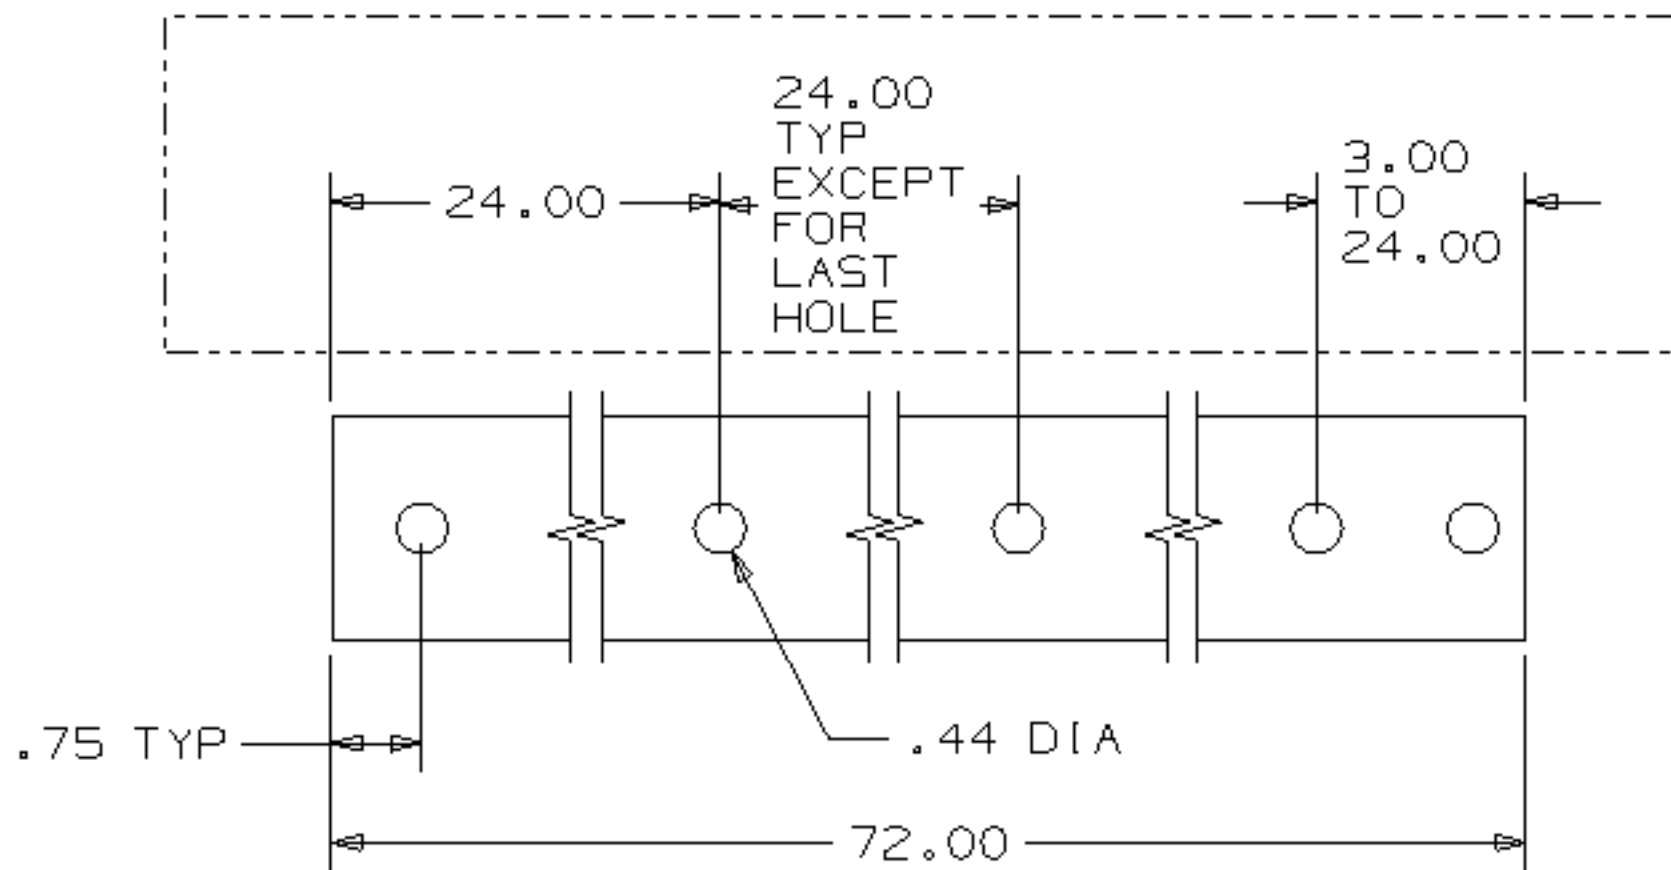 24.00
TYP
EXCEPT
FOR
LAST
HOLE
24.00
3.00
TO
24.00
.75 TYP
.44 DIA
72.00